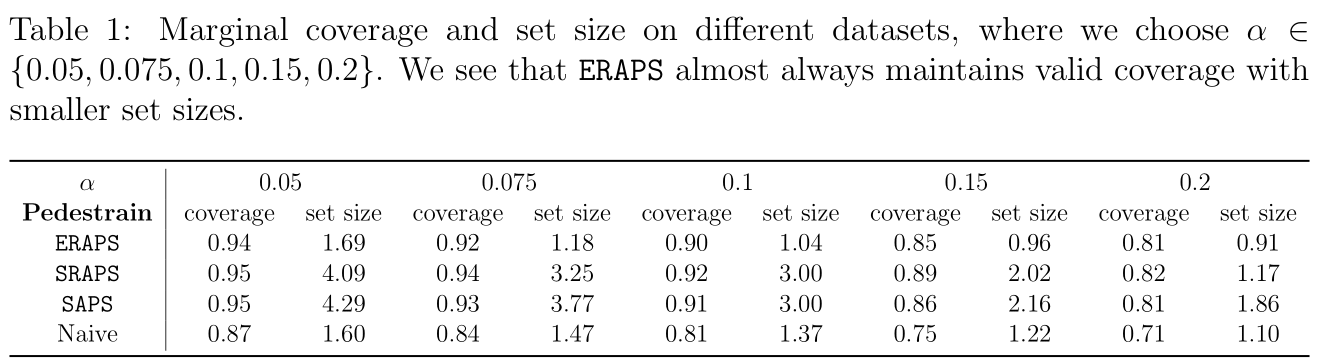 Table 1: Marginal coverage and set size on different datasets, where we choose α ∈
{0.05, 0.075, 0.1, 0.15, 0.2}. We see that ERAPS almost always maintains valid coverage with
smaller set sizes.
α 0.05 0.075 0.1 0.15 0.2
Pedestrain coverage set size coverage set size coverage set size coverage set size coverage set size
ERAPS 0.94 1.69 0.92 1.18 0.90 1.04 0.85 0.96 0.81 0.91
SRAPS 0.95 4.09 0.94 3.25 0.92 3.00 0.89 2.02 0.82 1.17
SAPS 0.95 4.29 0.93 3.77 0.91 3.00 0.86 2.16 0.81 1.86
Naive 0.87 1.60 0.84 1.47 0.81 1.37 0.75 1.22 0.71 1.10